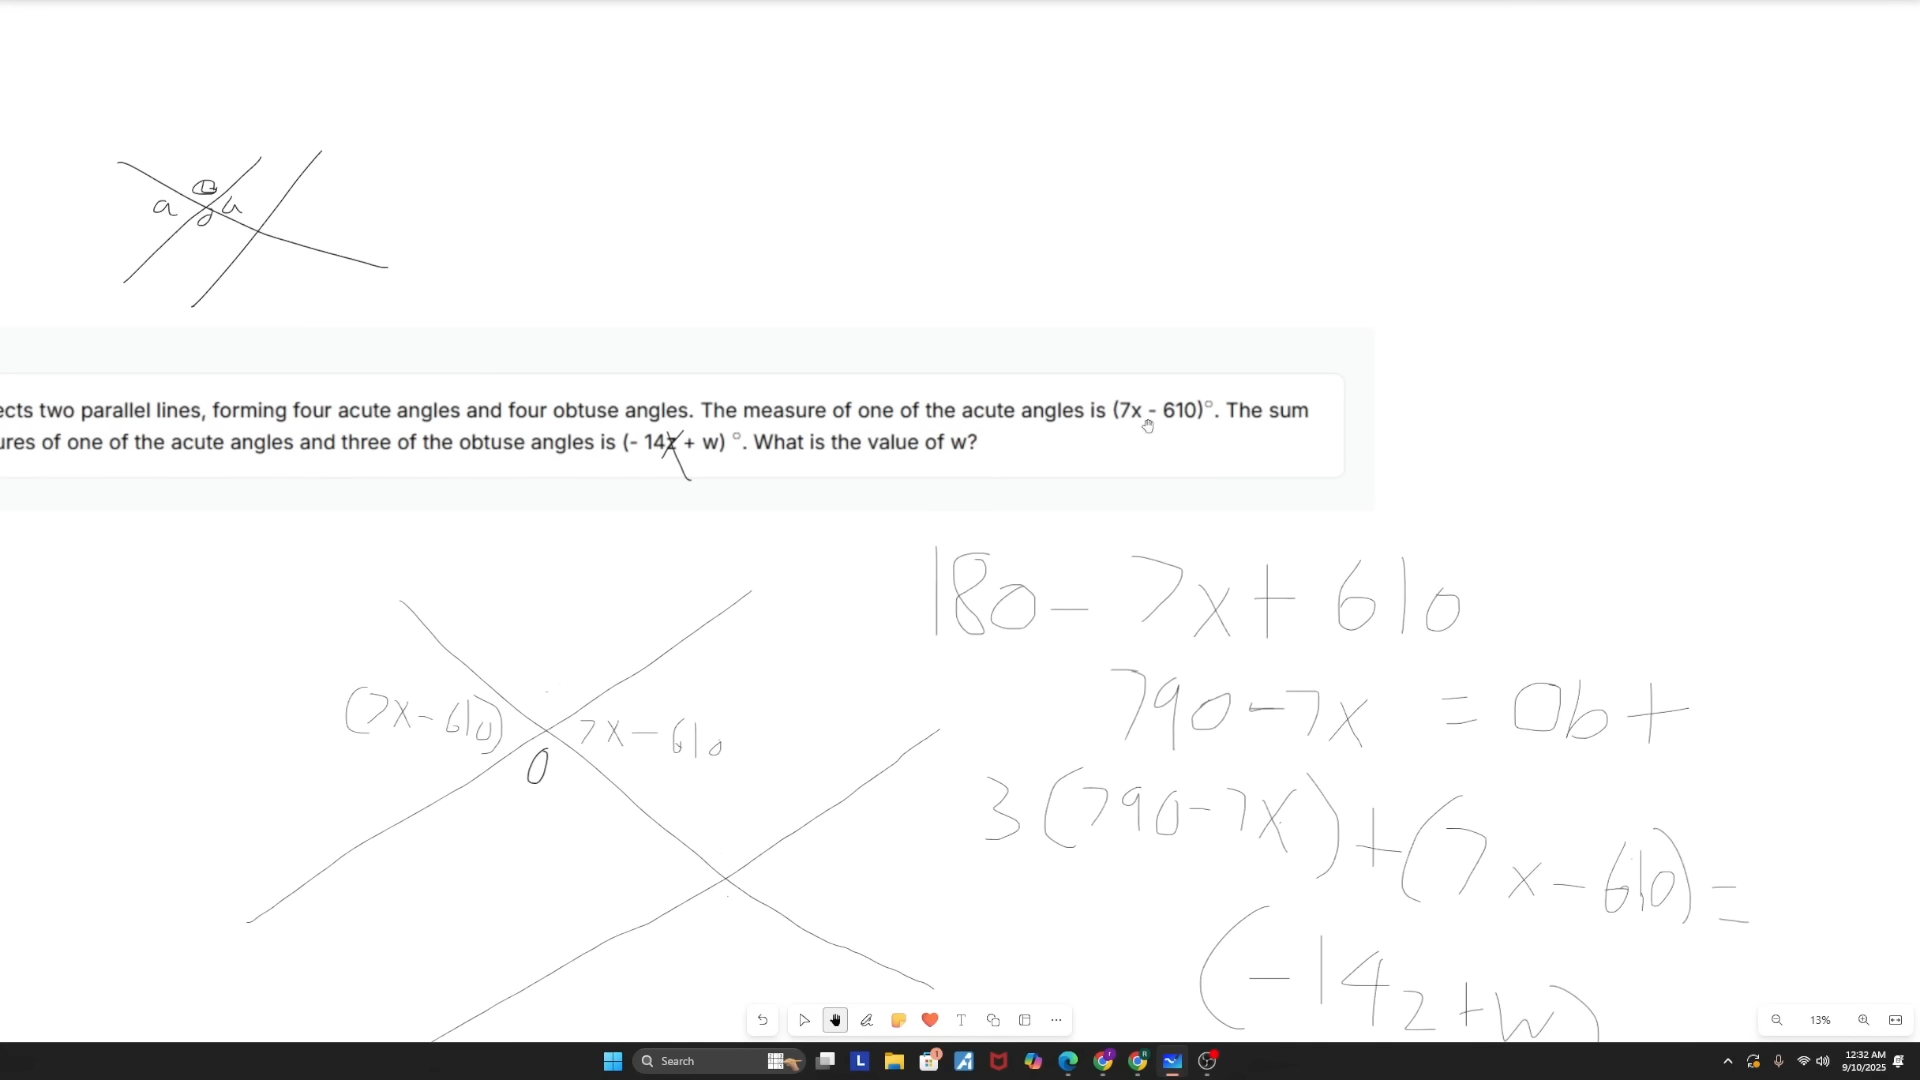 a a
ects two parallel lines, forming four acute angles and four obtuse angles. The measure of one of the acute angles is (7x - 610)°. The sum
ures of one of the acute angles and three of the obtuse angles is (- 14z + w) °. What is the value of w?
180 - 7x + 610
790 - 7x = Ob+
(7x - 610) 7x - 610
O
3(790 - 7x) + (7x - 610) =
(-14z + w)
T
13%
Search
L
12:32 AM
9/10/2025